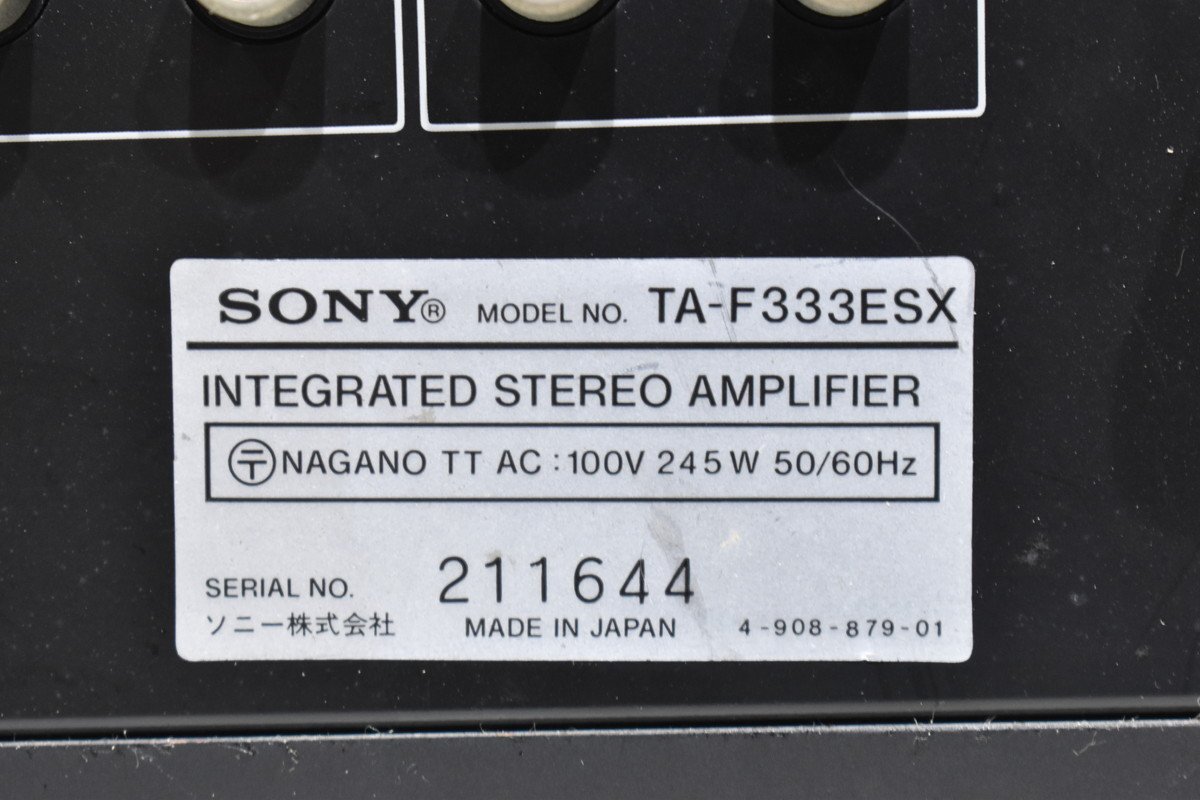 SONY® MODEL NO. TA-F333ESX
INTEGRATED STEREO AMPLIFIER
〶NAGANO TT AC:100V 245W 50/60Hz
SERIAL NO. 211644
ソニー株式会社 MADE IN JAPAN 4-908-879-01